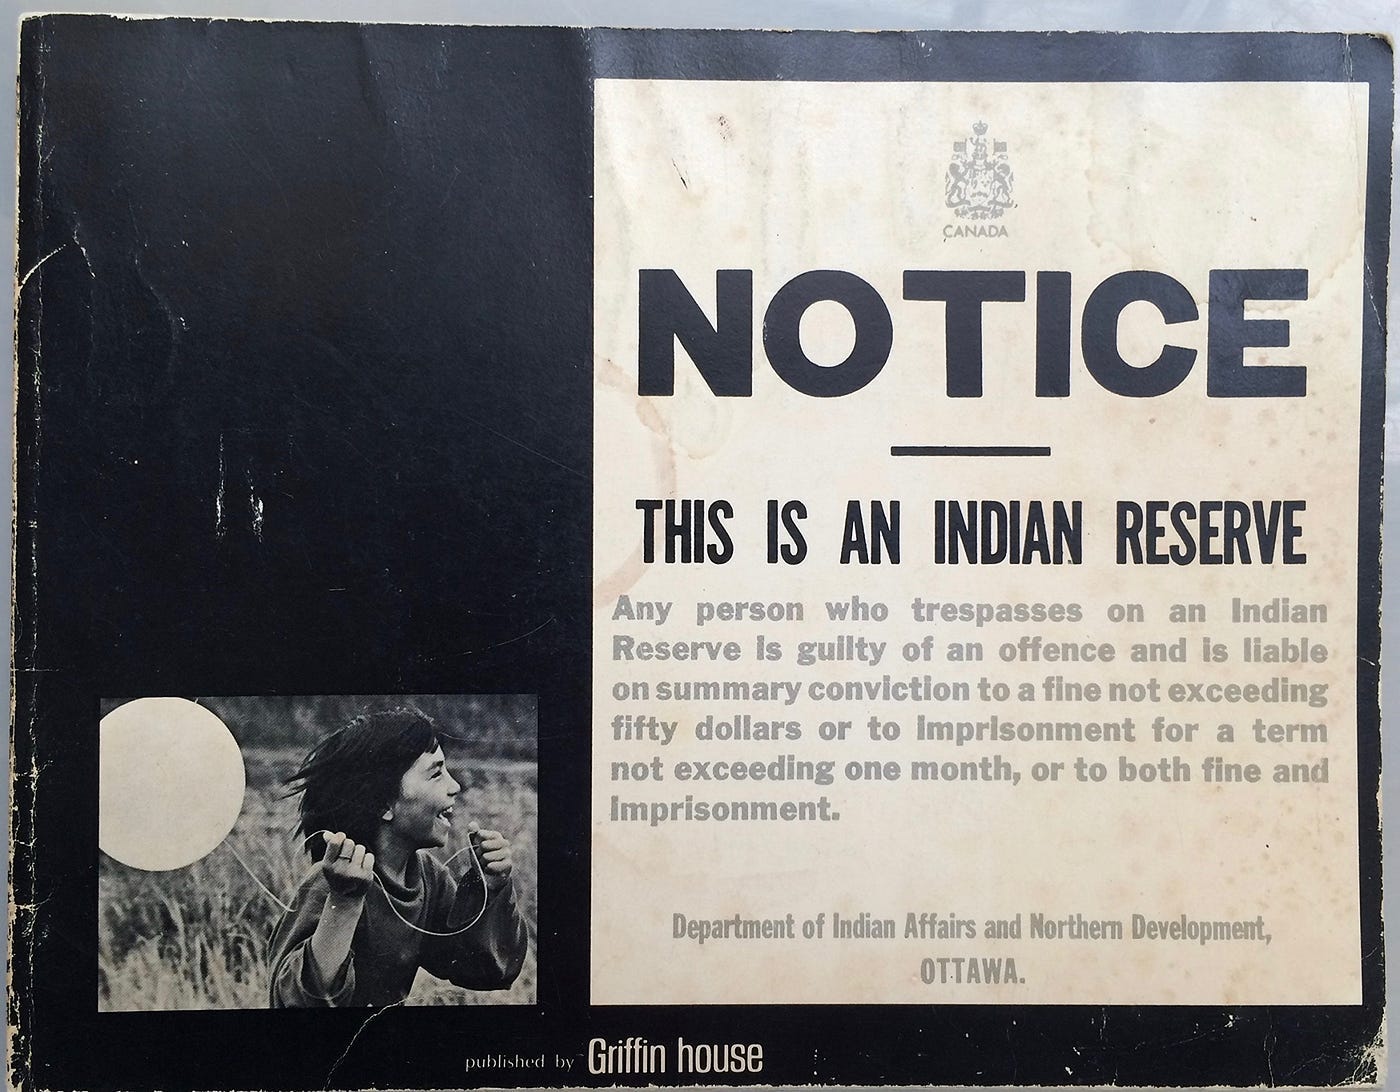 CANADA
NOTICE
THIS IS AN INDIAN RESERVE
Any person who trespasses on an Indian
Reserve is guilty of an offence and is liable
on summary conviction to a fine not exceeding
fifty dollars or to imprisonment for a term
not exceeding one month, or to both fine and
imprisonment.
Department of Indian Affairs and Northern Development,
OTTAWA.
published by Griffin house